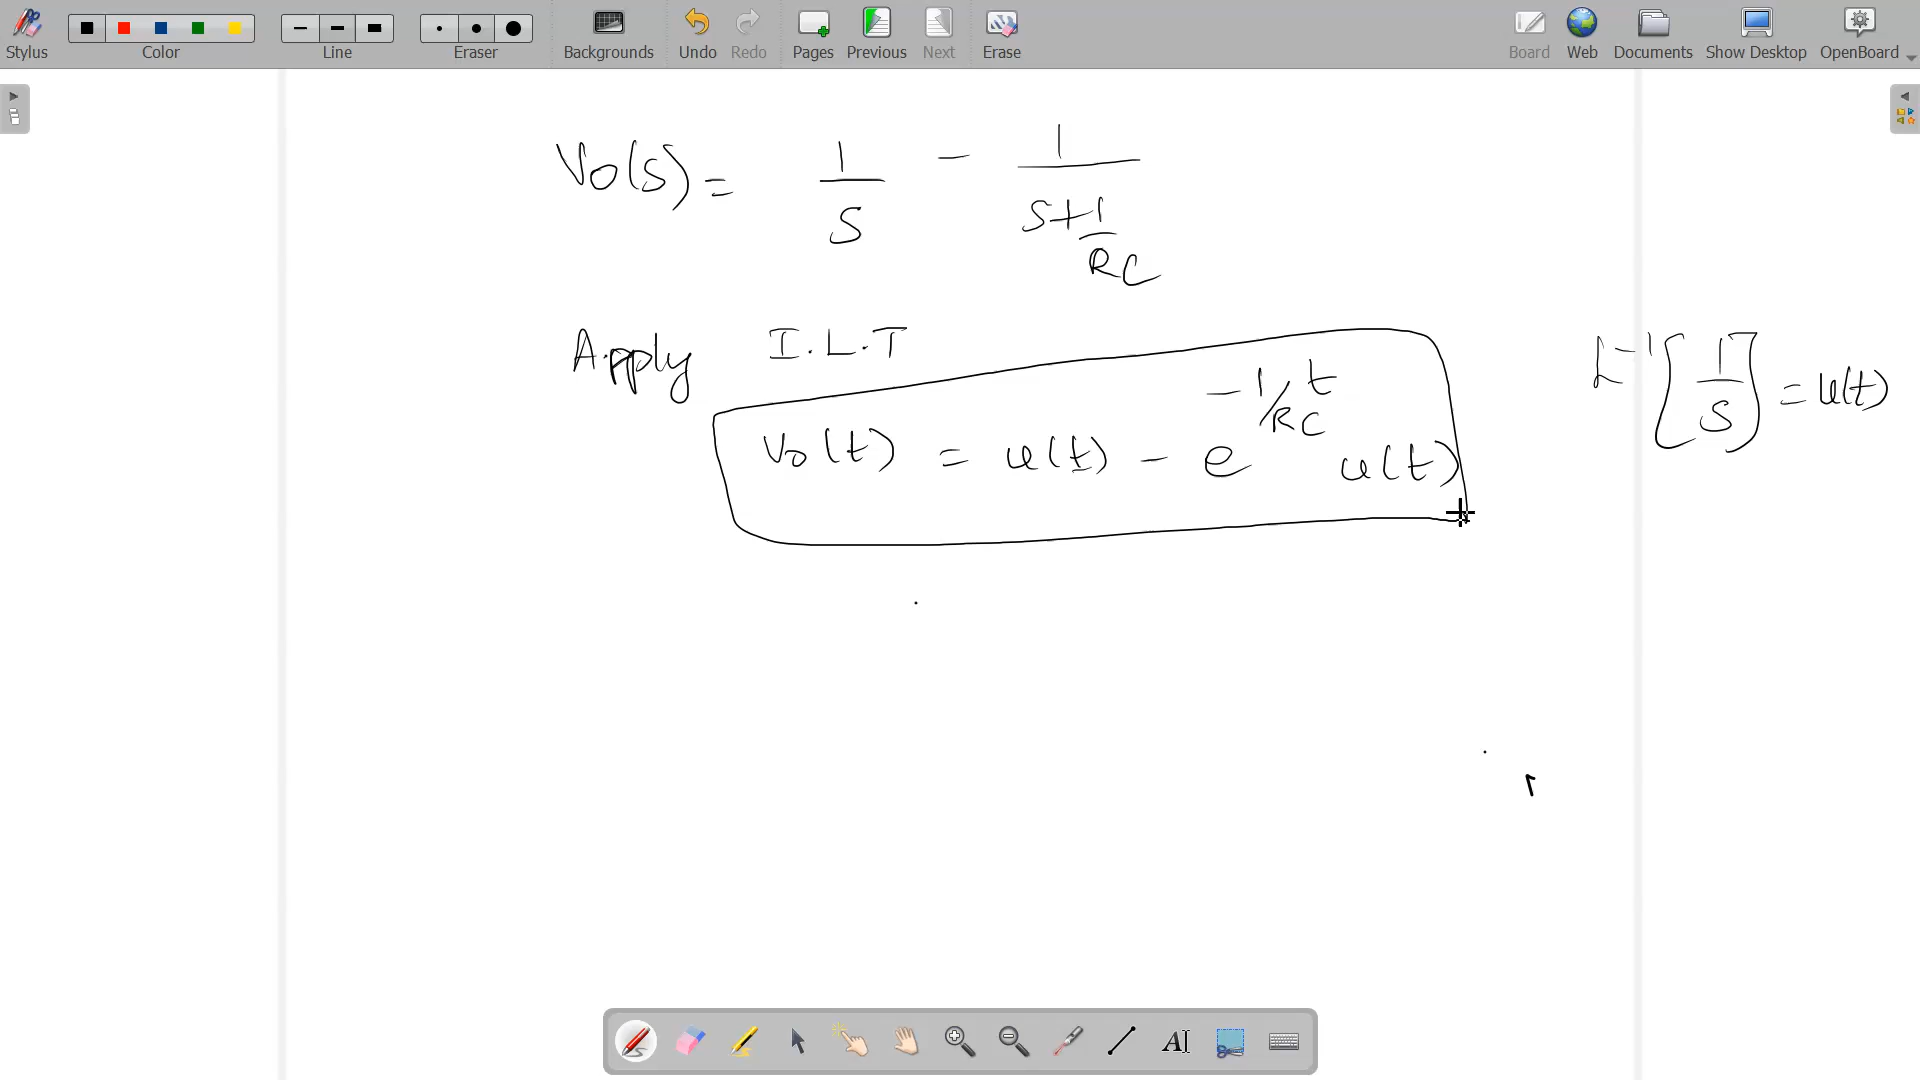 Stylus Color Line Eraser Backgrounds Undo Redo Pages Previous Next Erase Board Web Documents Show Desktop OpenBoard
Vo(s) = 1/S - 1/(S+1/RC)
Apply I.L.T
Vo(t) = u(t) - e^(-1/RC t) u(t)
L^-1 [1/S] = u(t)
AI